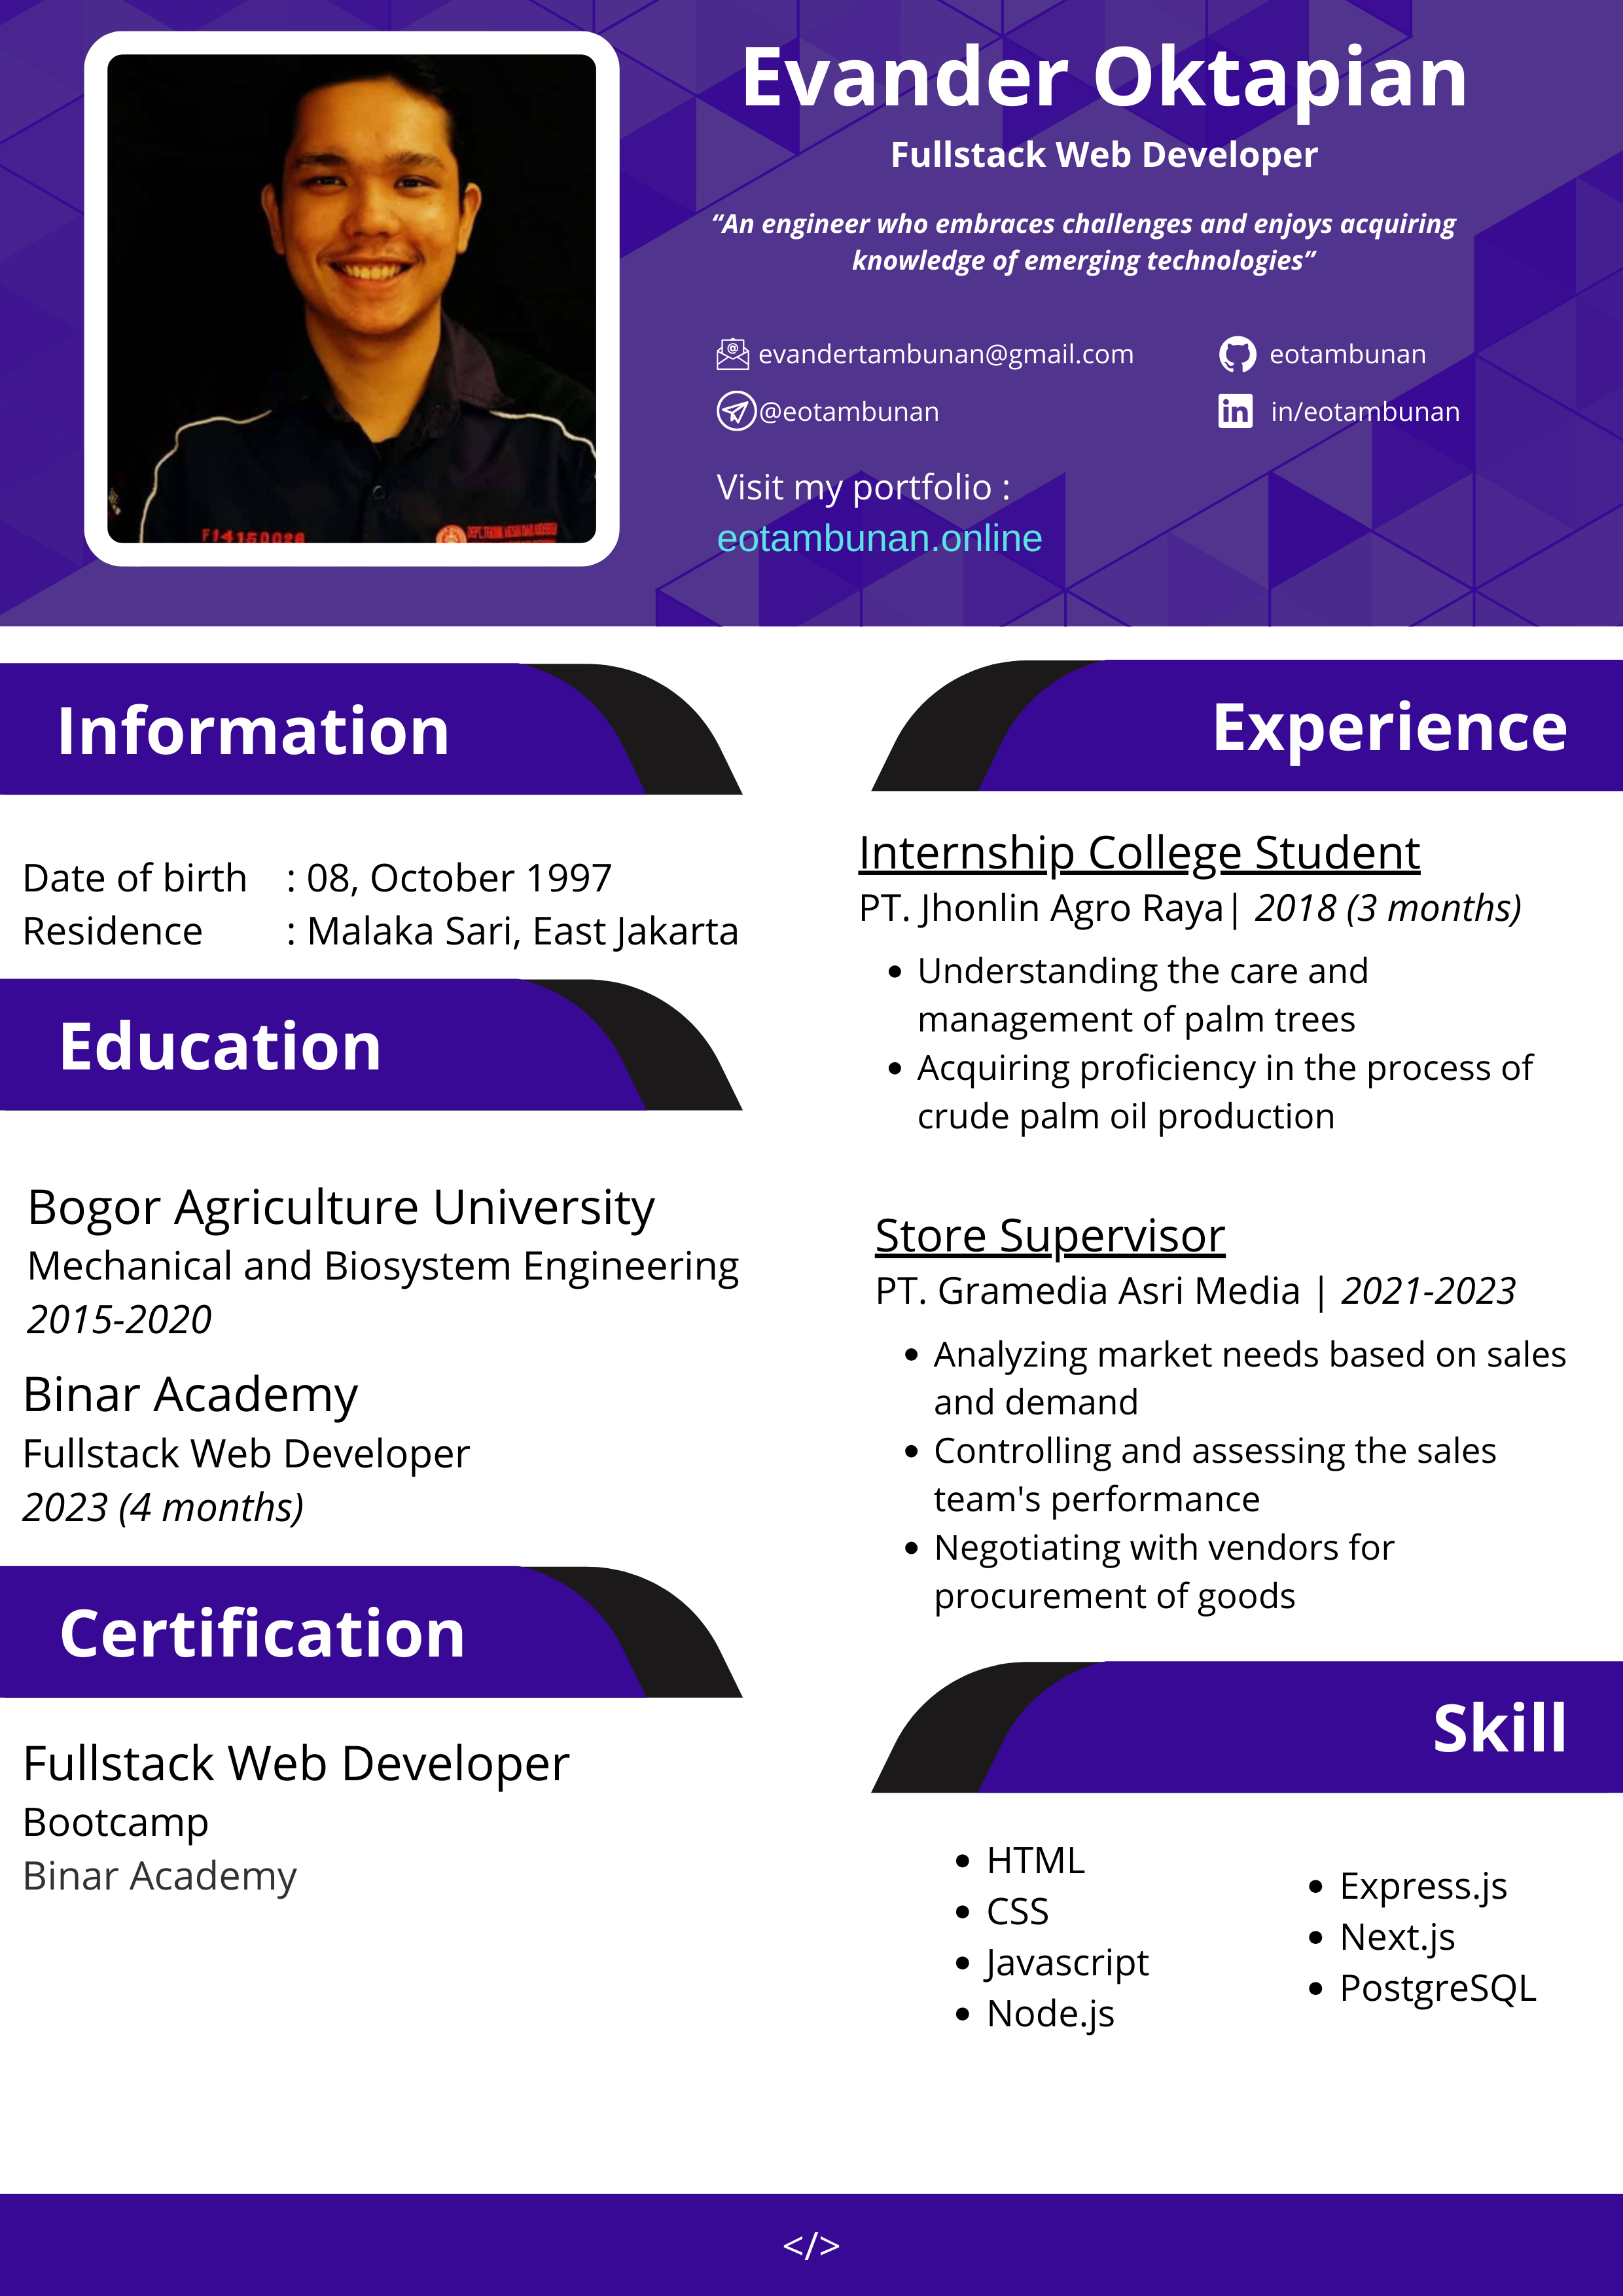 Evander Oktapian
Fullstack Web Developer
“An engineer who embraces challenges and enjoys acquiring
knowledge of emerging technologies”
evandertambunan@gmail.com
eotambunan
@eotambunan
in/eotambunan
Visit my portfolio :
eotambunan.online
F14150026
DEPT. TEKNIK MESIN DAN BIOSISTEM
Information
Date of birth : 08, October 1997
Residence : Malaka Sari, East Jakarta
Education
Bogor Agriculture University
Mechanical and Biosystem Engineering
2015-2020
Binar Academy
Fullstack Web Developer
2023 (4 months)
Certification
Fullstack Web Developer
Bootcamp
Binar Academy
Experience
Internship College Student
PT. Jhonlin Agro Raya| 2018 (3 months)
• Understanding the care and
management of palm trees
• Acquiring proficiency in the process of
crude palm oil production
Store Supervisor
PT. Gramedia Asri Media | 2021-2023
• Analyzing market needs based on sales
and demand
• Controlling and assessing the sales
team's performance
• Negotiating with vendors for
procurement of goods
Skill
• HTML
• CSS
• Javascript
• Node.js
• Express.js
• Next.js
• PostgreSQL
</>